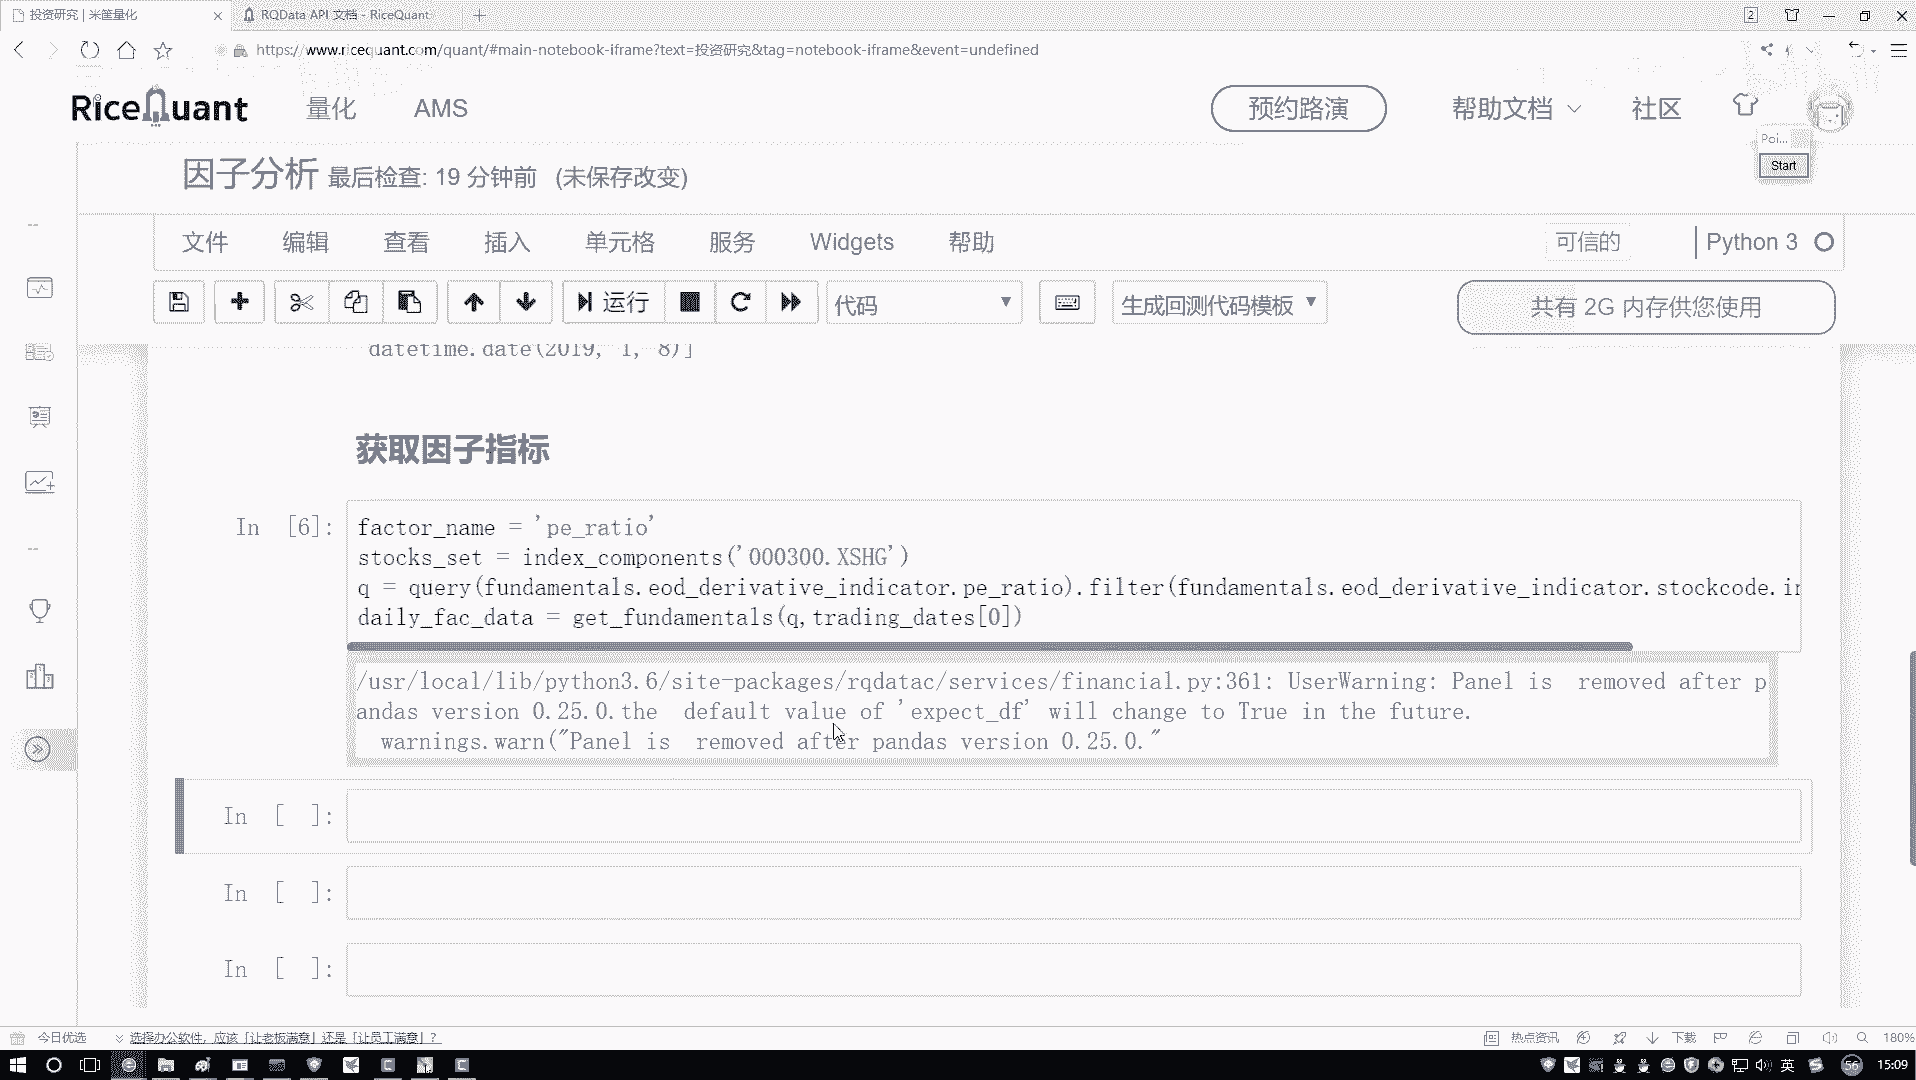 投资研究 | 米筐量化
RQData API 文档 - RiceQuant
2
https://www.ricequant.com/quant/#main-notebook-iframe?text=投资研究&tag=notebook-iframe&event=undefined
RiceQuant
量化
AMS
预约路演
帮助文档
社区
Poi...
Start
因子分析 最后检查: 19 分钟前 (未保存改变)
文件
编辑
查看
插入
单元格
服务
Widgets
帮助
可信的
Python 3
运行
代码
生成回测代码模板
共有 2G 内存供您使用
datetime.date(2019, 1, 8)]
获取因子指标
In [6]:
factor_name = 'pe_ratio'
stocks_set = index_components('000300.XSHG')
q = query(fundamentals.eod_derivative_indicator.pe_ratio).filter(fundamentals.eod_derivative_indicator.stockcode.in
daily_fac_data = get_fundamentals(q,trading_dates[0])
/usr/local/lib/python3.6/site-packages/rqdatac/services/financial.py:361: UserWarning: Panel is  removed after p
andas version 0.25.0.the  default value of 'expect_df' will change to True in the future.
  warnings.warn("Panel is  removed after pandas version 0.25.0."
In [ ]:
In [ ]:
In [ ]:
今日优选
选择办公软件，应该「让老板满意」还是「让员工满意」？
热点资讯
下载
180%
英
56
15:09